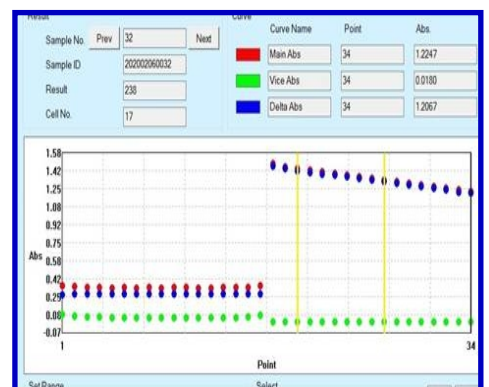 Result
Curve
Sample No. Prev 32 Next
Sample ID 202002060032
Result 238
Cell No. 17
Curve Name Point Abs.
Main Abs 34 1.2247
Vice Abs 34 0.0180
Delta Abs 34 1.2067
1.58
1.42
1.25
1.08
0.92
0.75
Abs 0.58
0.42
0.25
0.08
-0.07
1 34
Point
Set Range Select